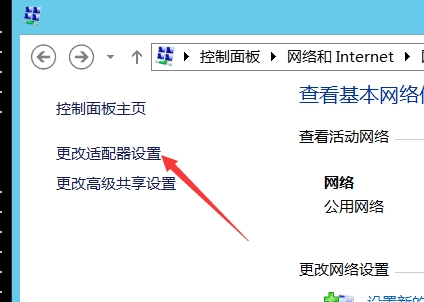 控制面板 ▸ 网络和 Internet ▸
控制面板主页
更改适配器设置
更改高级共享设置
查看基本网络
查看活动网络
网络
公用网络
更改网络设置
设置新的